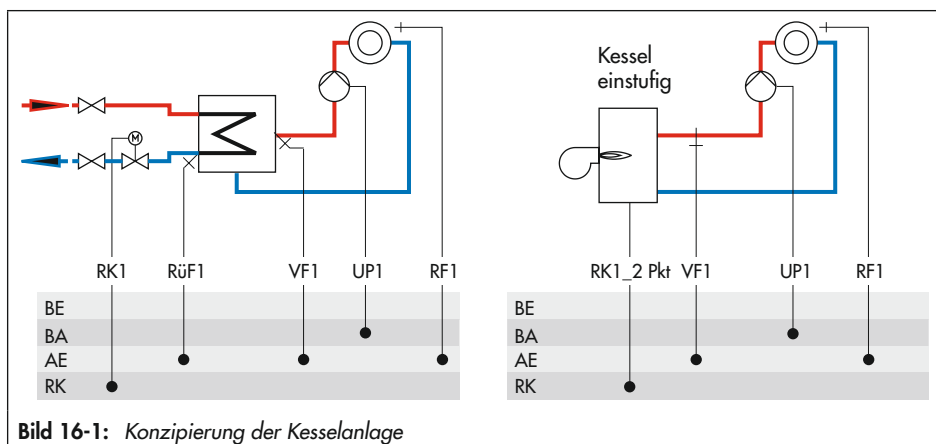 Kessel
einstufig
M
RK1 RüF1 VF1 UP1 RF1
BE
BA
AE
RK
RK1_2 Pkt VF1 UP1 RF1
BE
BA
AE
RK
Bild 16-1: Konzipierung der Kesselanlage